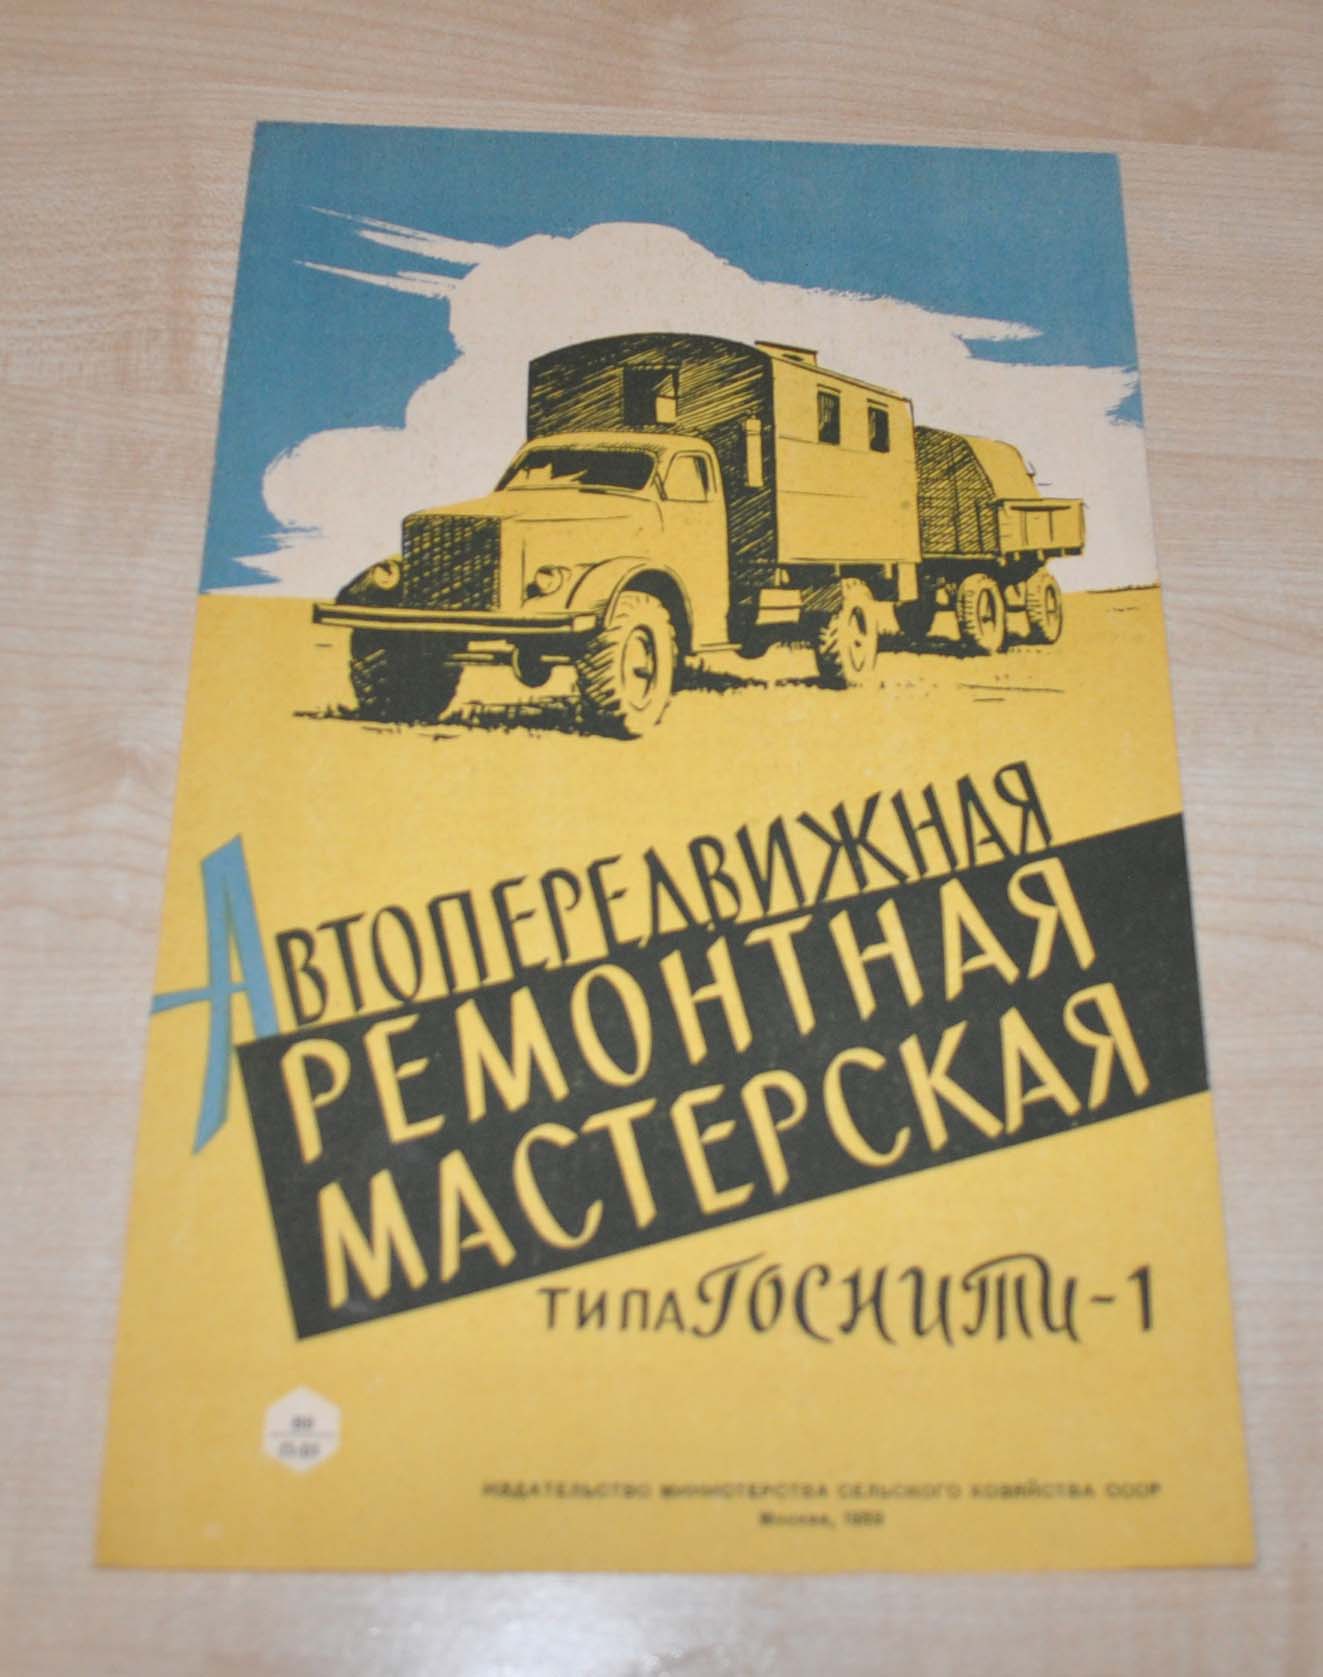 АВТОПЕРЕДВИЖНАЯ
РЕМОНТНАЯ
МАСТЕРСКАЯ
ТИПА ГОСНИТИ-1
ИЗДАТЕЛЬСТВО МИНИСТЕРСТВА СЕЛЬСКОГО ХОЗЯЙСТВА СССР
Москва,